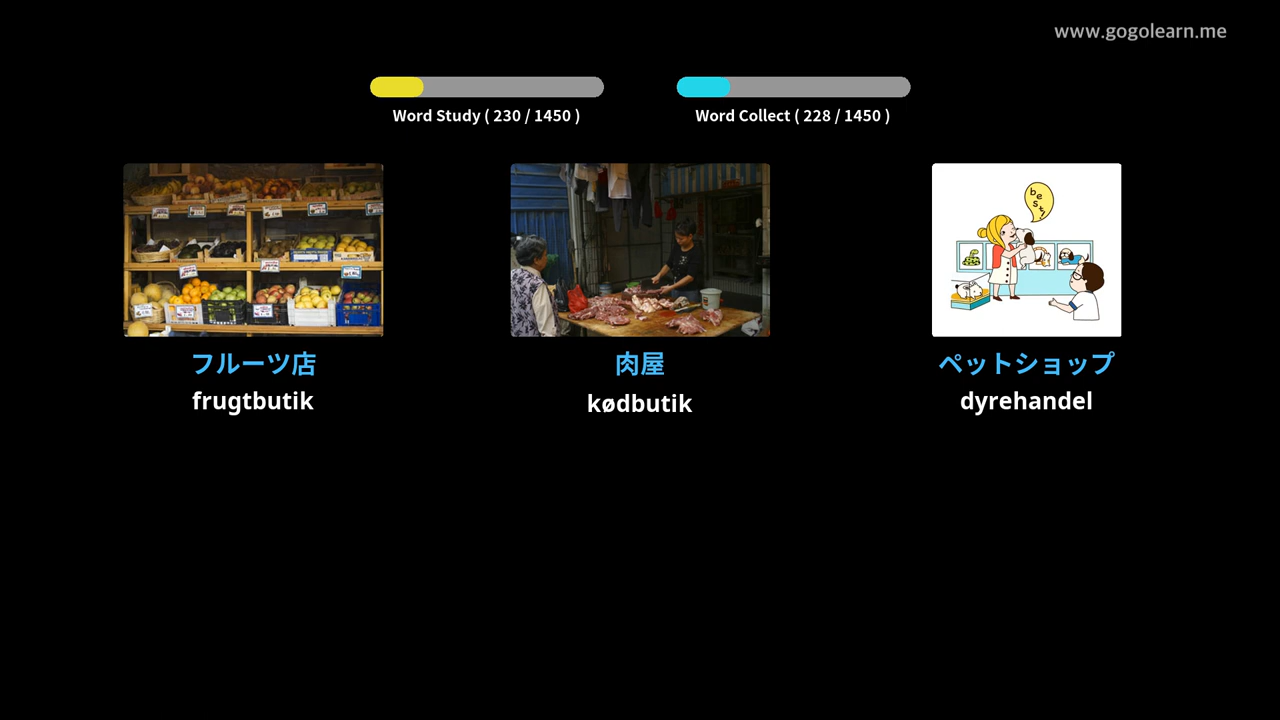 www.gogolearn.me
Word Study ( 230 / 1450 )
Word Collect ( 228 / 1450 )
best
フルーツ店
肉屋
ペットショップ
frugtbutik
kødbutik
dyrehandel